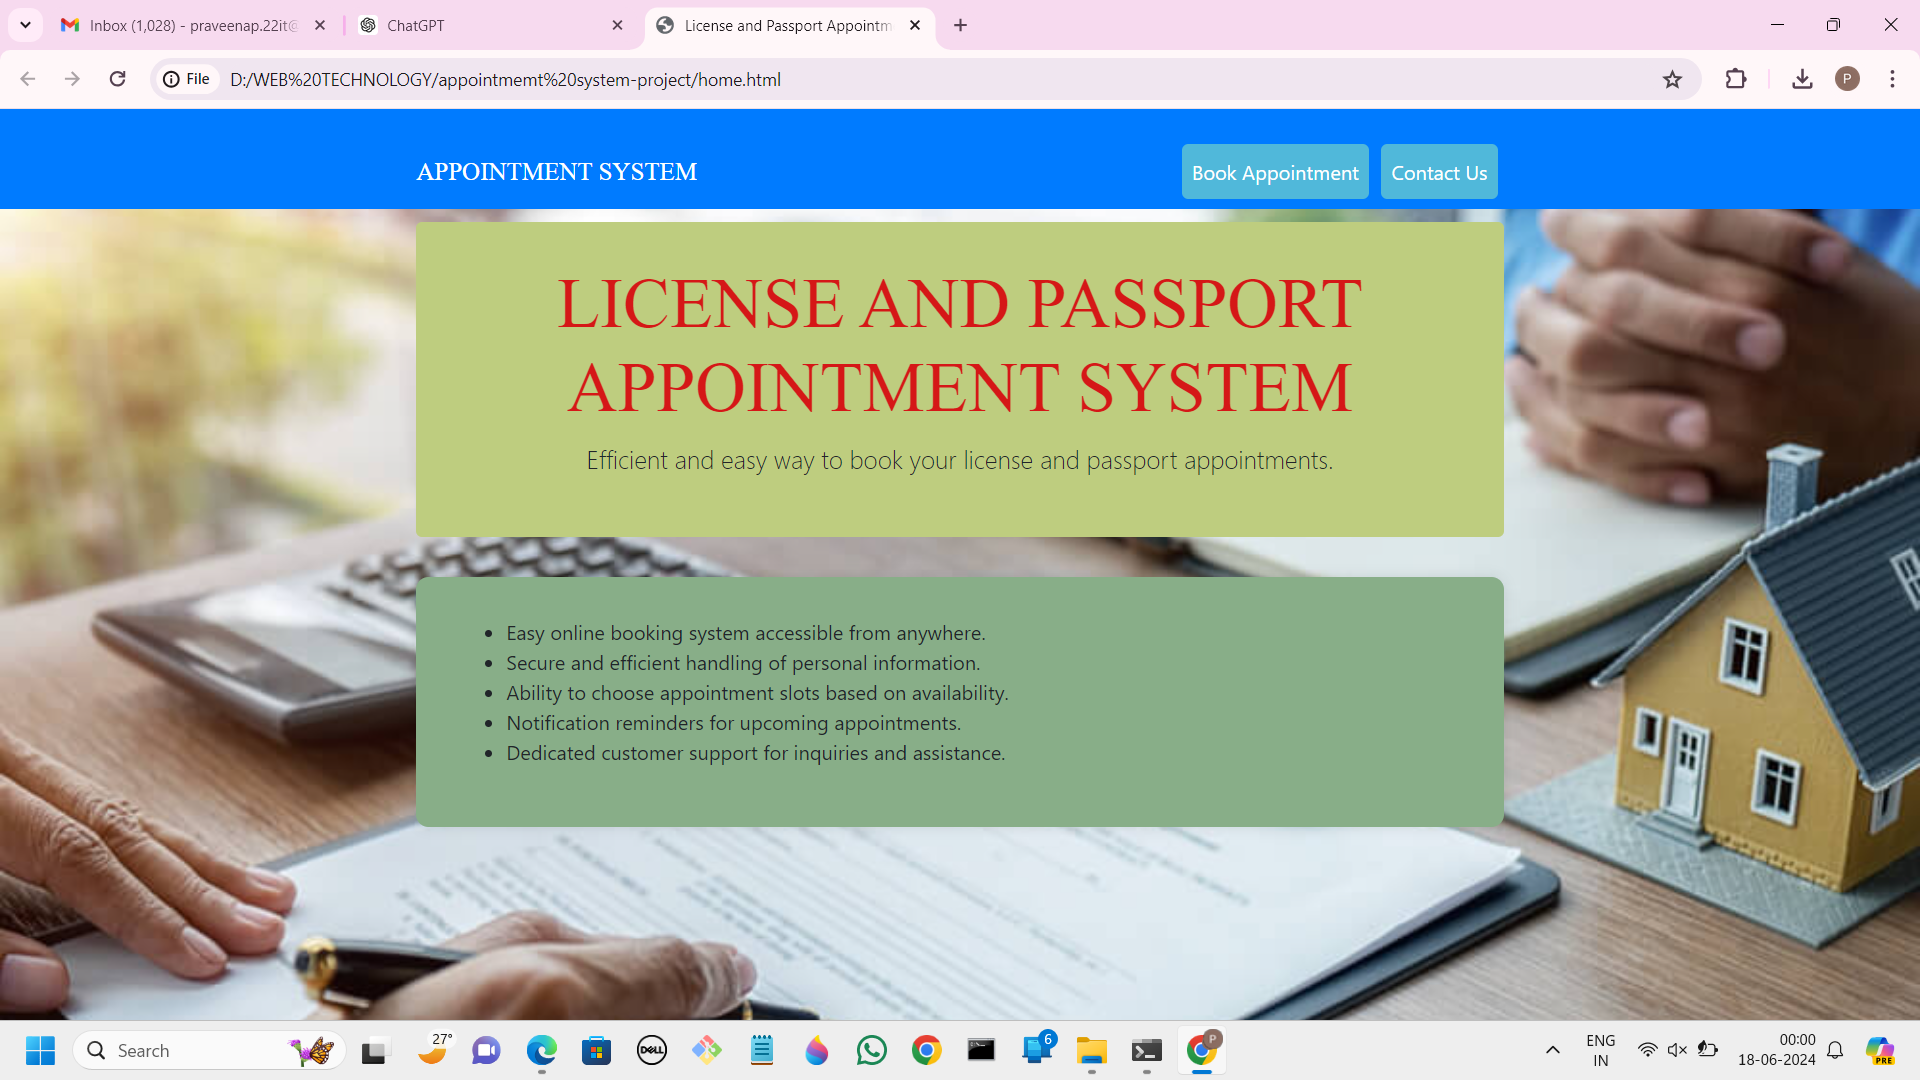 Inbox (1,028) - praveenap.22it@
ChatGPT
License and Passport Appointm
File
D:/WEB%20TECHNOLOGY/appointmemt%20system-project/home.html
P
APPOINTMENT SYSTEM
Book Appointment
Contact Us
LICENSE AND PASSPORT
APPOINTMENT SYSTEM
Efficient and easy way to book your license and passport appointments.
• Easy online booking system accessible from anywhere.
• Secure and efficient handling of personal information.
• Ability to choose appointment slots based on availability.
• Notification reminders for upcoming appointments.
• Dedicated customer support for inquiries and assistance.
Search
27°
DELL
6
P
ENG
IN
00:00
18-06-2024
PRE